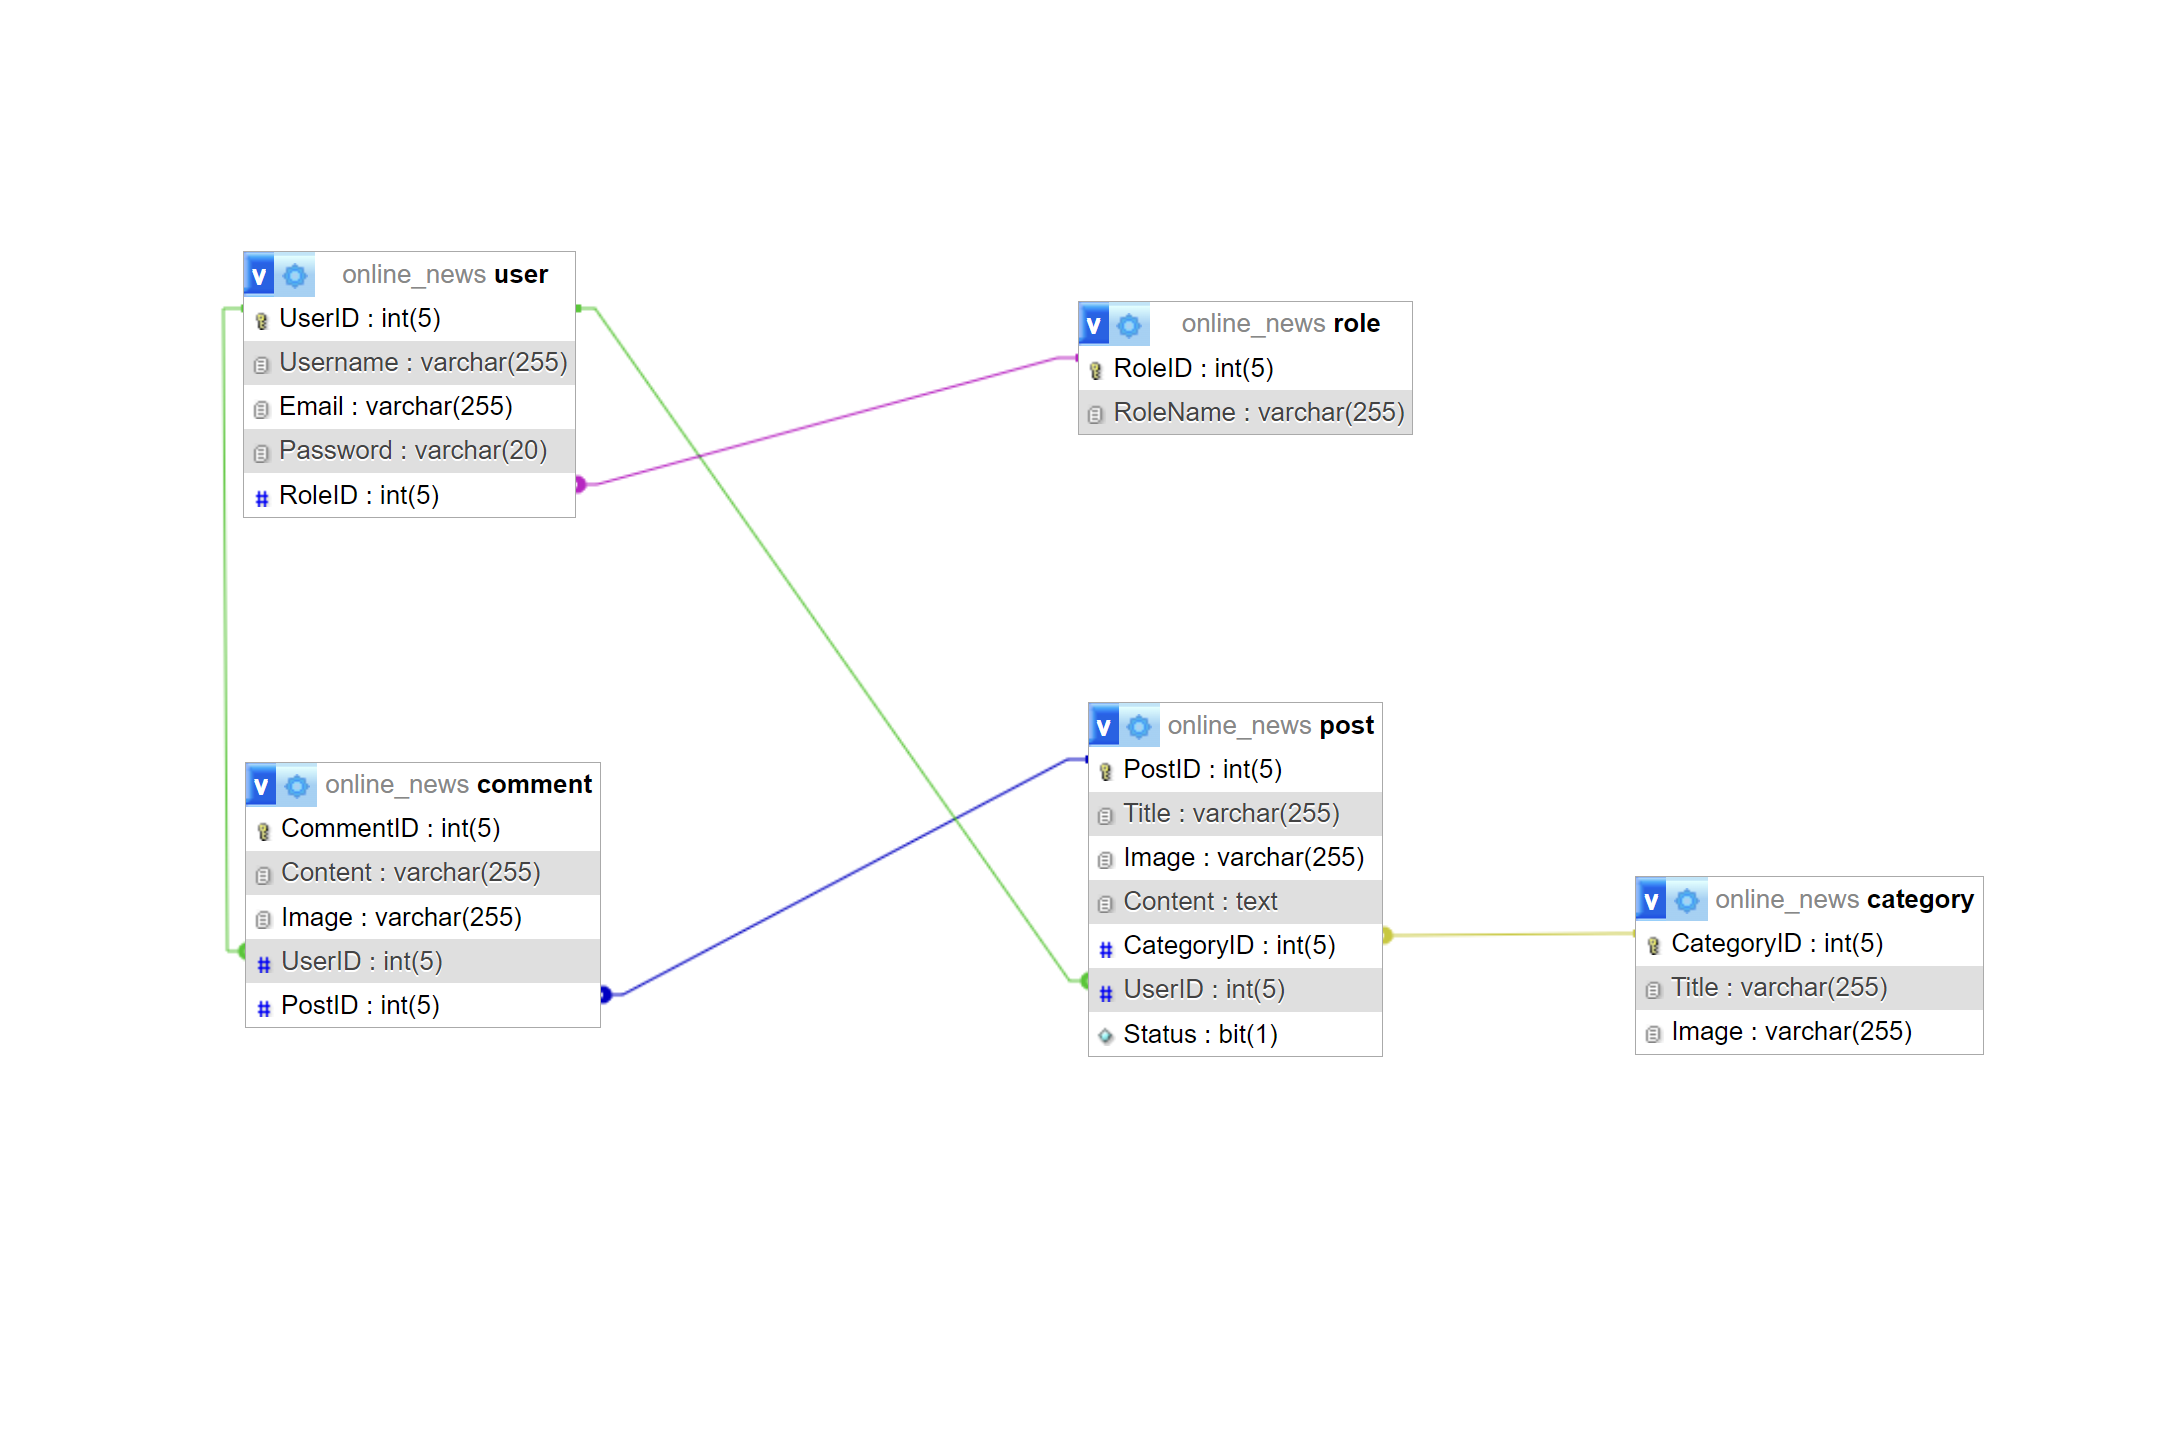 v online_news user
UserID : int(5)
Username : varchar(255)
Email : varchar(255)
Password : varchar(20)
# RoleID : int(5)
v online_news role
RoleID : int(5)
RoleName : varchar(255)
v online_news comment
CommentID : int(5)
Content : varchar(255)
Image : varchar(255)
# UserID : int(5)
# PostID : int(5)
v online_news post
PostID : int(5)
Title : varchar(255)
Image : varchar(255)
Content : text
# CategoryID : int(5)
# UserID : int(5)
Status : bit(1)
v online_news category
CategoryID : int(5)
Title : varchar(255)
Image : varchar(255)